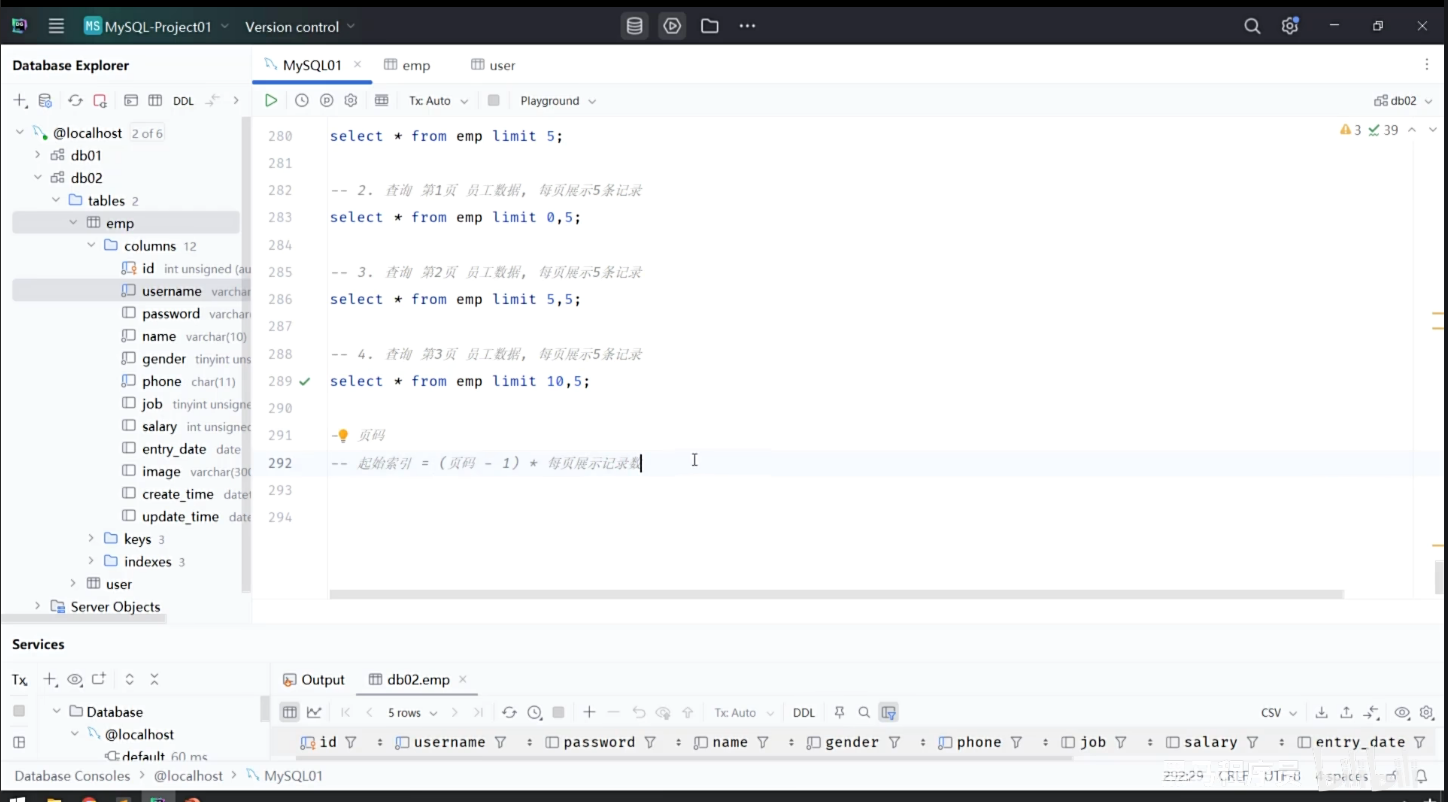 MS MySQL-Project01 Version control
Database Explorer
MySQL01
emp
user
DDL
Tx: Auto
Playground
db02
@localhost 2 of 6
db01
db02
tables 2
emp
columns 12
id int unsigned (au
username varchar
password varchar
name varchar(10)
gender tinyint uns
phone char(11)
job tinyint unsigne
salary int unsigned
entry_date date
image varchar(300
create_time datet
update_time date
keys 3
indexes 3
user
Server Objects
3 39
280 select * from emp limit 5;
281
282 -- 2. 查询 第1页 员工数据, 每页展示5条记录
283 select * from emp limit 0,5;
284
285 -- 3. 查询 第2页 员工数据, 每页展示5条记录
286 select * from emp limit 5,5;
287
288 -- 4. 查询 第3页 员工数据, 每页展示5条记录
289 select * from emp limit 10,5;
290
291 - 页码
292 -- 起始索引 = (页码 - 1) * 每页展示记录数
293
294
Services
Tx
Database
@localhost
default 60 ms
Output
db02.emp
5 rows
Tx: Auto
DDL
CSV
id username password name gender phone job salary entry_date
Database Consoles > @localhost > MySQL01
292:29 CRLF UTF-8 4 spaces